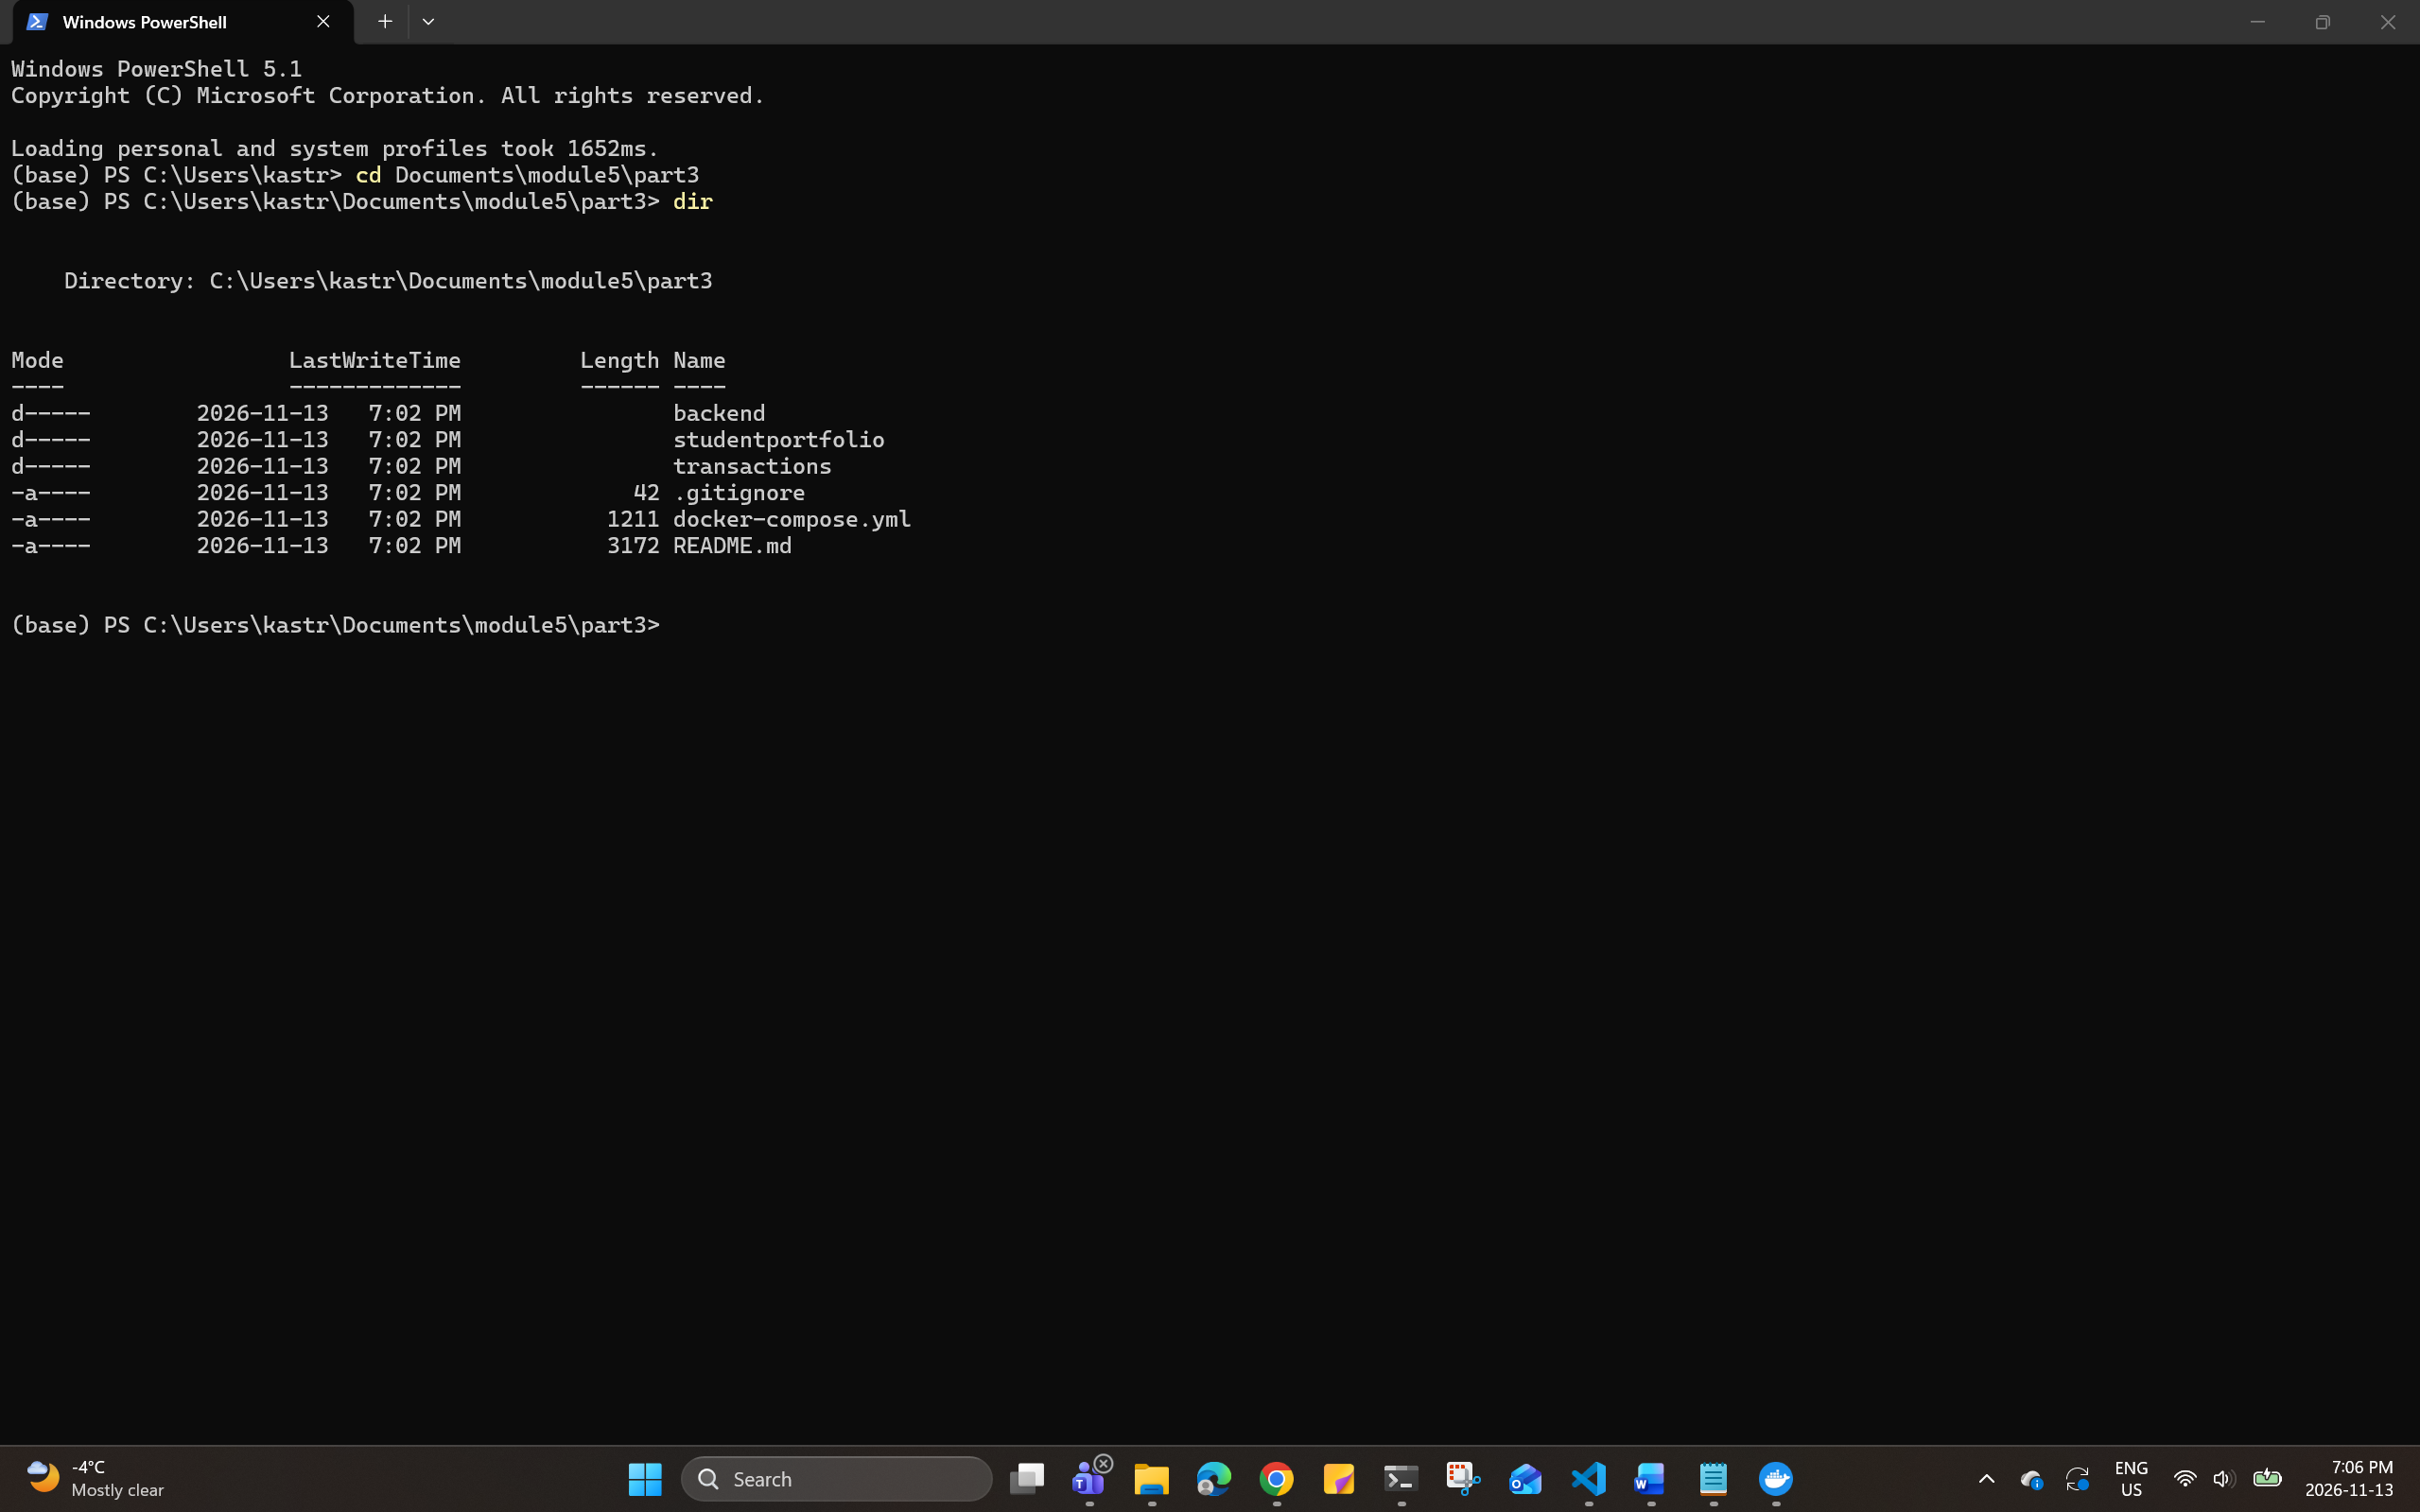 Windows PowerShell
Windows PowerShell 5.1
Copyright (C) Microsoft Corporation. All rights reserved.
Loading personal and system profiles took 1652ms.
(base) PS C:\Users\kastr> cd Documents\module5\part3
(base) PS C:\Users\kastr\Documents\module5\part3> dir
    Directory: C:\Users\kastr\Documents\module5\part3
Mode                 LastWriteTime         Length Name
----                 -------------         ------ ----
d-----        2026-11-13   7:02 PM                backend
d-----        2026-11-13   7:02 PM                studentportfolio
d-----        2026-11-13   7:02 PM                transactions
-a----        2026-11-13   7:02 PM             42 .gitignore
-a----        2026-11-13   7:02 PM           1211 docker-compose.yml
-a----        2026-11-13   7:02 PM           3172 README.md
(base) PS C:\Users\kastr\Documents\module5\part3>
-4°C
Mostly clear
Search
ENG
US
7:06 PM
2026-11-13